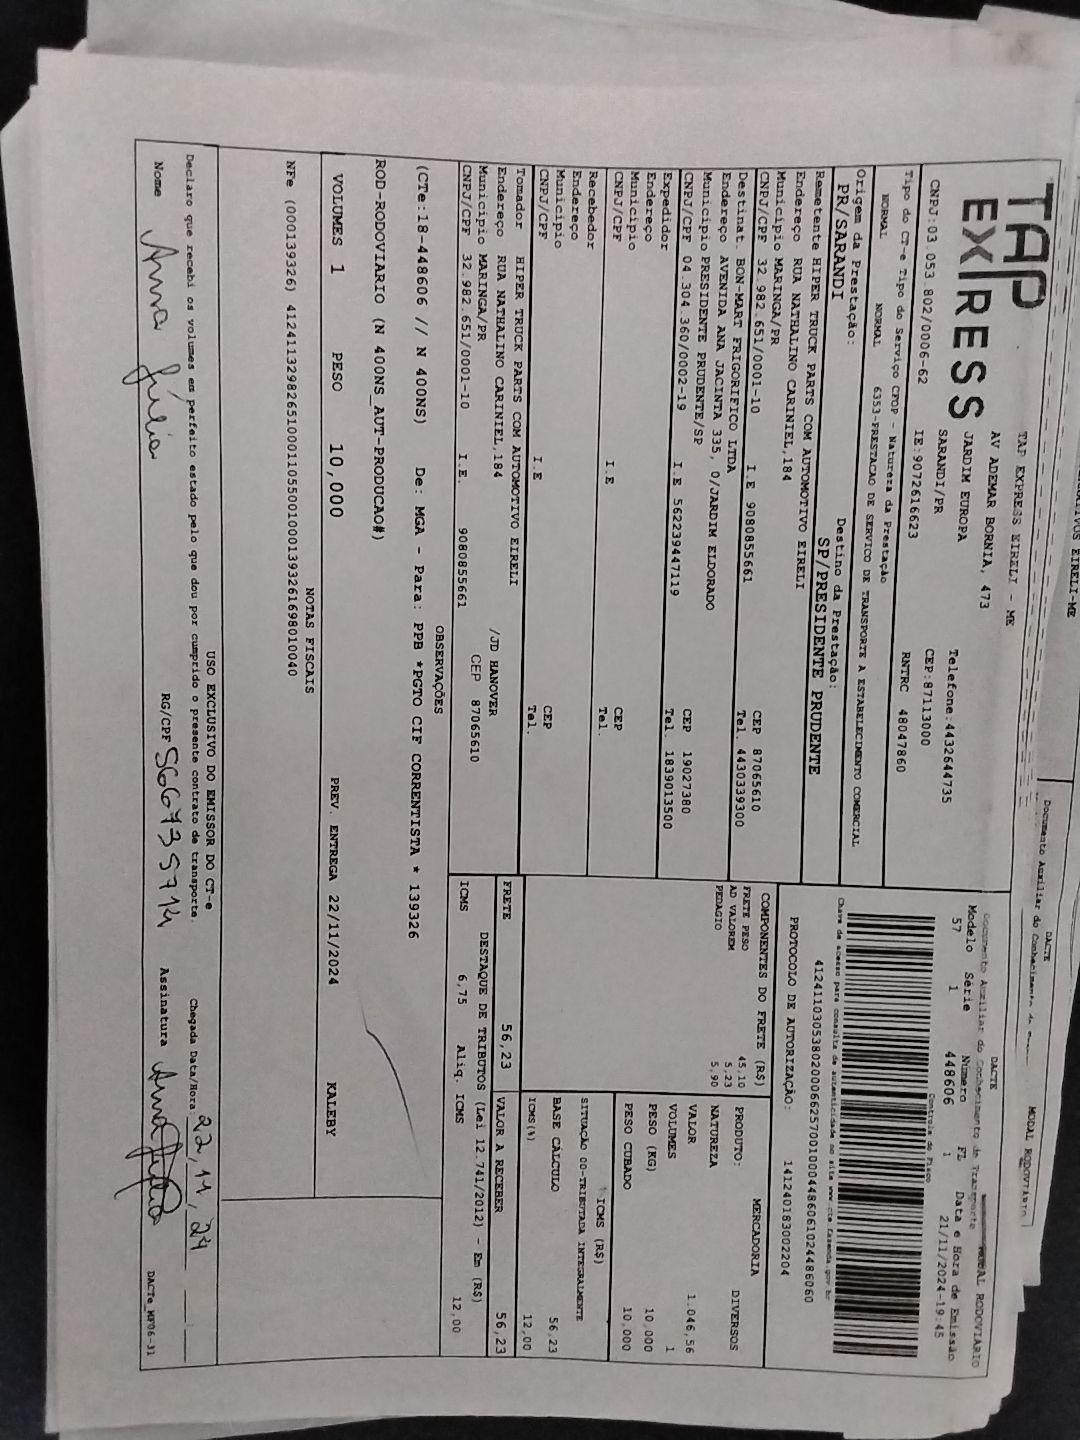 TAP EXPRESS
TAP EXPRESS EIRELI - ME
AV ADEMAR BORNIA, 473
JARDIM EUROPA
SARANDI/PR
Telefone:4432644735
CEP:87113000
CNPJ:03.053.802/0006-62 IE:9072616623 RNTRC 48047860
Tipo do CT-e Tipo do Serviço CFOP - Natureza da Prestação
NORMAL NORMAL 6353-PRESTACAO DE SERVICO DE TRANSPORTE A ESTABELECIMENTO COMERCIAL
Origem da Prestação: Destino da Prestação:
PR/SARANDI SP/PRESIDENTE PRUDENTE
Remetente HIPER TRUCK PARTS COM AUTOMOTIVO EIRELI
Endereço RUA NATHALINO CARINIEL,184
Município MARINGA/PR CEP 87065610
CNPJ/CPF 32.982.651/0001-10 I.E 9080855661 Tel. 4430339300
Destinat. BON-MART FRIGORIFICO LTDA
Endereço AVENIDA ANA JACINTA 335, 0/JARDIM ELDORADO
Município PRESIDENTE PRUDENTE/SP CEP 19027380
CNPJ/CPF 04.304.360/0002-19 I.E 562239447119 Tel. 1839013500
Expedidor
Endereço
Município CEP
CNPJ/CPF I.E Tel.
Recebedor
Endereço
Município CEP
CNPJ/CPF I.E Tel.
Tomador HIPER TRUCK PARTS COM AUTOMOTIVO EIRELI
Endereço RUA NATHALINO CARINIEL,184 /JD HANOVER
Município MARINGA/PR CEP 87065610
CNPJ/CPF 32.982.651/0001-10 I.E. 9080855661
DACTE MODAL RODOVIÁRIO
Documento Auxiliar do Conhecimento de Transporte
Modelo Série Número FL Data e Hora de Emissão
57 1 448606 1 21/11/2024-19:45
Controle do Fisco
Chave de acesso para consulta de autenticidade no site www.cte.fazenda.gov.br
41241103053802000662570010004486061024486060
PROTOCOLO DE AUTORIZAÇÃO: 141240183002204
COMPONENTES DO FRETE (R$)
FRETE PESO 45,10
AD VALOREM 5,23
PEDAGIO 5,90
MERCADORIA
PRODUTO: DIVERSOS
NATUREZA
VALOR 1.046,56
VOLUMES 1
PESO (KG) 10,000
PESO CUBADO 10,000
ICMS (R$)
SITUAÇÃO 00-TRIBUTADA INTEGRALMENTE
BASE CÁLCULO 56,23
ICMS(%) 12,00
FRETE 56,23 VALOR A RECEBER 56,23
DESTAQUE DE TRIBUTOS (Lei 12.741/2012) - Em (R$)
ICMS 6,75 Aliq. ICMS 12,00
OBSERVAÇÕES
(CTe:18-448606 // N 400NS) De: MGA - Para: PPB *PGTO CIF CORRENTISTA * 139326
ROD-RODOVIARIO (N 400NS_AUT-PRODUCAO#)
VOLUMES 1 PESO 10,000 PREV. ENTREGA 22/11/2024 KALEBY
NOTAS FISCAIS
NFe (000139326) 41241132982651000110550010001393261698010040
USO EXCLUSIVO DO EMISSOR DO CT-e
Declaro que recebi os volumes em perfeito estado pelo que dou por cumprido o presente contrato de transporte. Chegada Data/Hora: 22/11/24
Nome Anna Júlia RG/CPF Assinatura Anna Júlia
DACTe_MF06-31